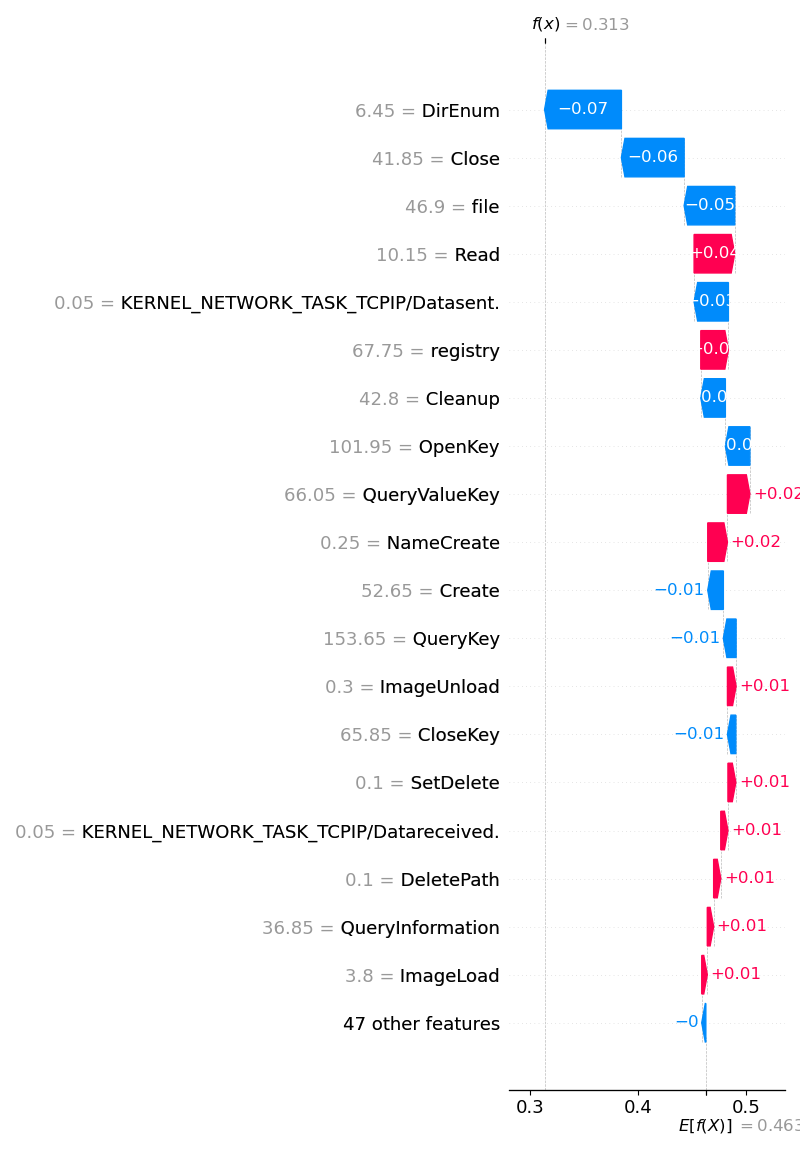 f(x) = 0.313
6.45 = DirEnum −0.07
41.85 = Close −0.06
46.9 = file −0.05
10.15 = Read +0.04
0.05 = KERNEL_NETWORK_TASK_TCPIP/Datasent.
67.75 = registry
42.8 = Cleanup
101.95 = OpenKey
66.05 = QueryValueKey +0.02
0.25 = NameCreate +0.02
52.65 = Create −0.01
153.65 = QueryKey −0.01
0.3 = ImageUnload +0.01
65.85 = CloseKey −0.01
0.1 = SetDelete +0.01
0.05 = KERNEL_NETWORK_TASK_TCPIP/Datareceived. +0.01
0.1 = DeletePath +0.01
36.85 = QueryInformation +0.01
3.8 = ImageLoad +0.01
47 other features −0
0.3 0.4 0.5
E[f(X)] = 0.463